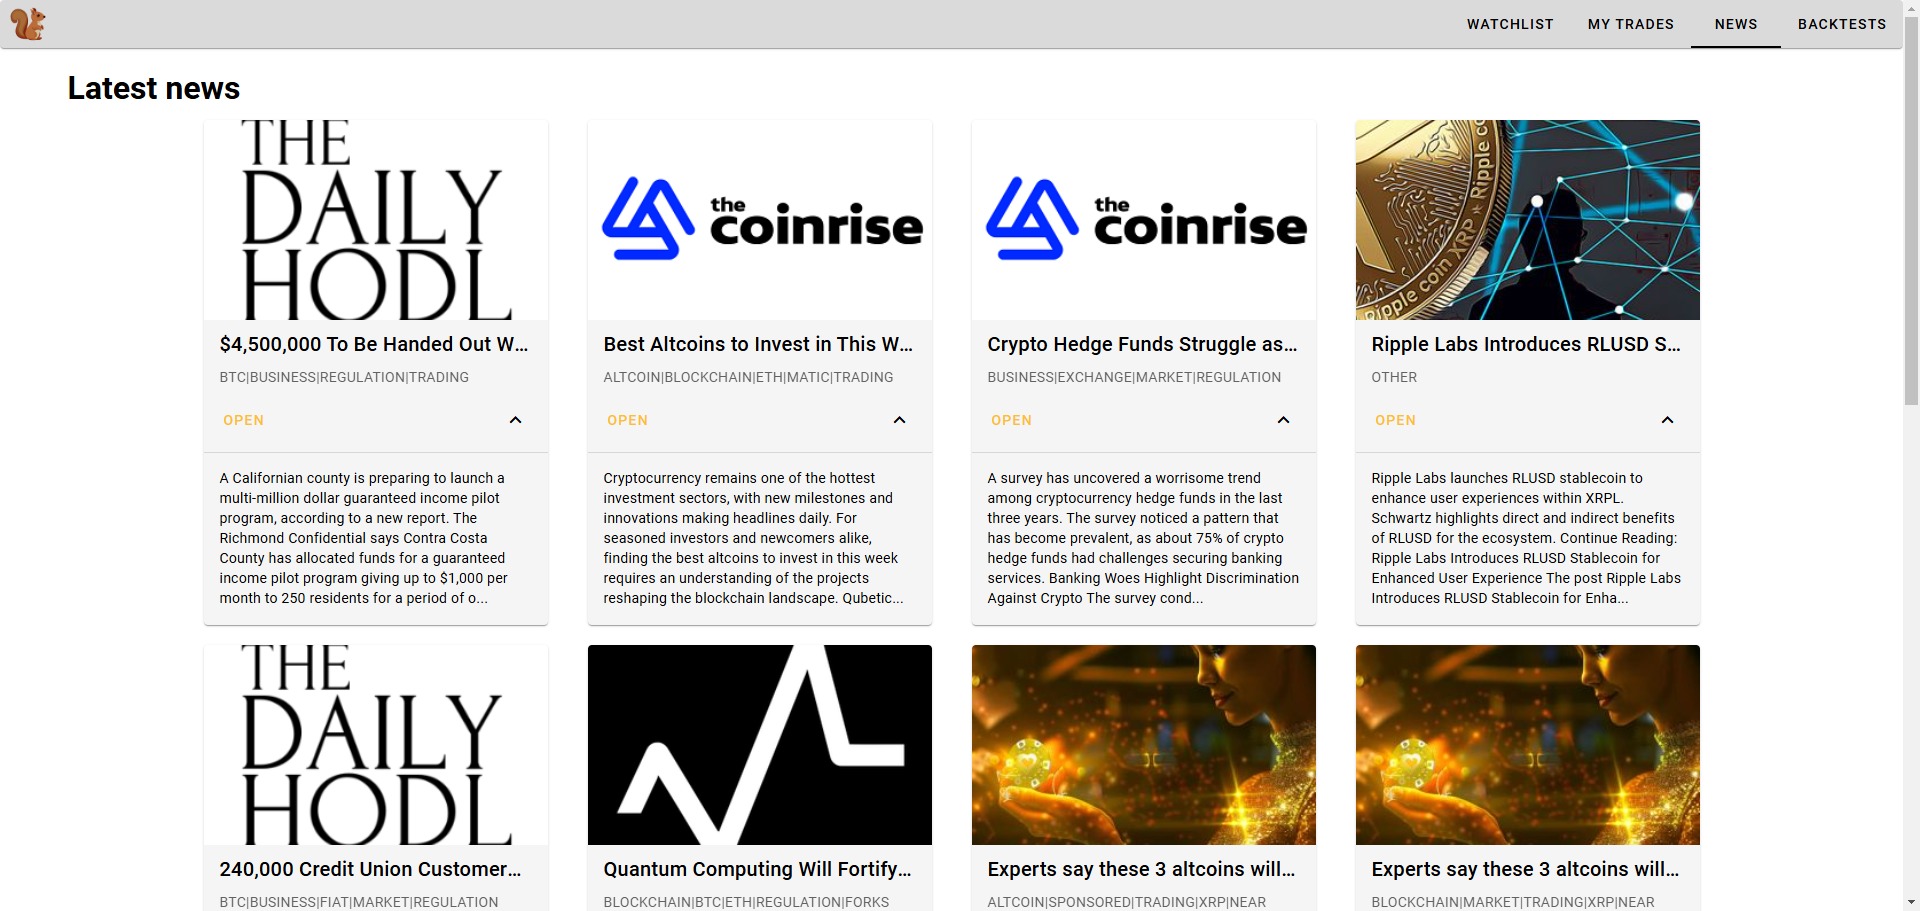 WATCHLIST MY TRADES NEWS BACKTESTS
Latest news
THE
DAILY
HODL
the
coinrise
the
coinrise
Ripple coin XRP ★ Ripple co
Ripple coin
$4,500,000 To Be Handed Out W...
BTC|BUSINESS|REGULATION|TRADING
OPEN
A Californian county is preparing to launch a
multi-million dollar guaranteed income pilot
program, according to a new report. The
Richmond Confidential says Contra Costa
County has allocated funds for a guaranteed
income pilot program giving up to $1,000 per
month to 250 residents for a period of o...
Best Altcoins to Invest in This W...
ALTCOIN|BLOCKCHAIN|ETH|MATIC|TRADING
OPEN
Cryptocurrency remains one of the hottest
investment sectors, with new milestones and
innovations making headlines daily. For
seasoned investors and newcomers alike,
finding the best altcoins to invest in this week
requires an understanding of the projects
reshaping the blockchain landscape. Qubetic...
Crypto Hedge Funds Struggle as...
BUSINESS|EXCHANGE|MARKET|REGULATION
OPEN
A survey has uncovered a worrisome trend
among cryptocurrency hedge funds in the last
three years. The survey noticed a pattern that
has become prevalent, as about 75% of crypto
hedge funds had challenges securing banking
services. Banking Woes Highlight Discrimination
Against Crypto The survey cond...
Ripple Labs Introduces RLUSD S...
OTHER
OPEN
Ripple Labs launches RLUSD stablecoin to
enhance user experiences within XRPL.
Schwartz highlights direct and indirect benefits
of RLUSD for the ecosystem. Continue Reading:
Ripple Labs Introduces RLUSD Stablecoin for
Enhanced User Experience The post Ripple Labs
Introduces RLUSD Stablecoin for Enha...
THE
DAILY
HODL
240,000 Credit Union Customer...
BTC|BUSINESS|FIAT|MARKET|REGULATION
Quantum Computing Will Fortify...
BLOCKCHAIN|BTC|ETH|REGULATION|FORKS
Experts say these 3 altcoins will...
ALTCOIN|SPONSORED|TRADING|XRP|NEAR
Experts say these 3 altcoins will...
BLOCKCHAIN|MARKET|TRADING|XRP|NEAR